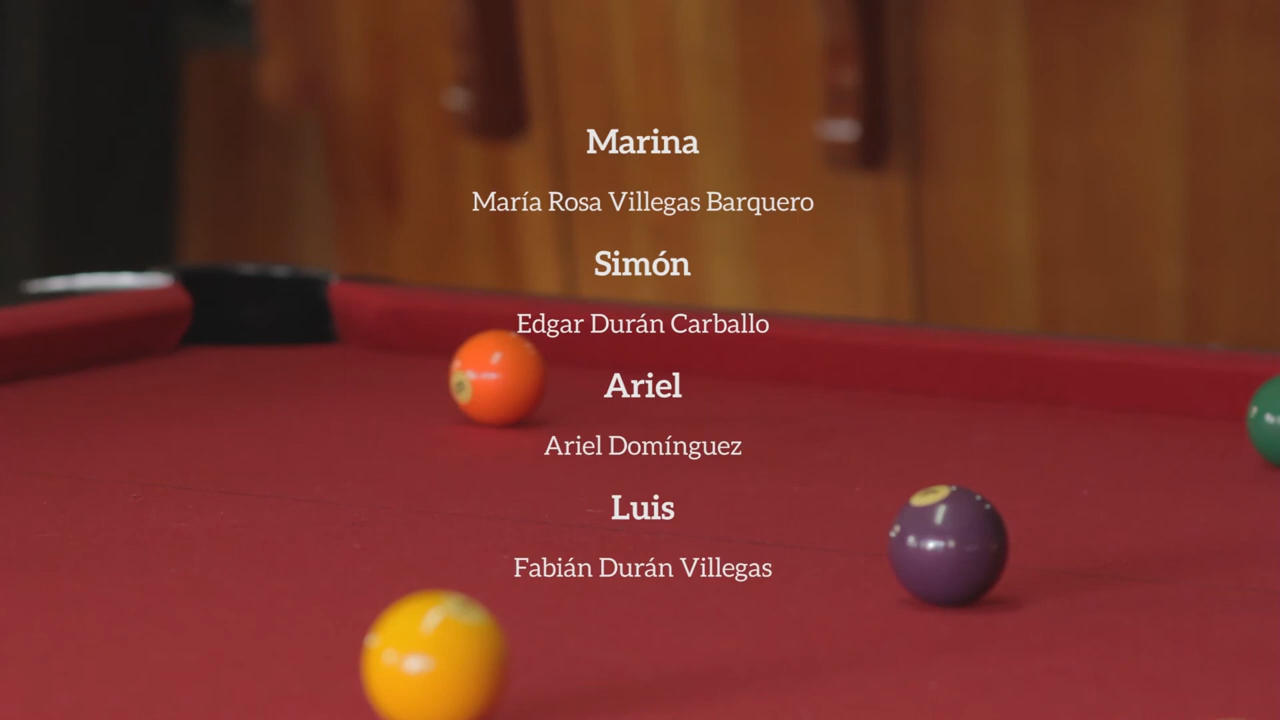 Marina
María Rosa Villegas Barquero
Simón
Edgar Durán Carballo
Ariel
Ariel Domínguez
Luis
Fabián Durán Villegas